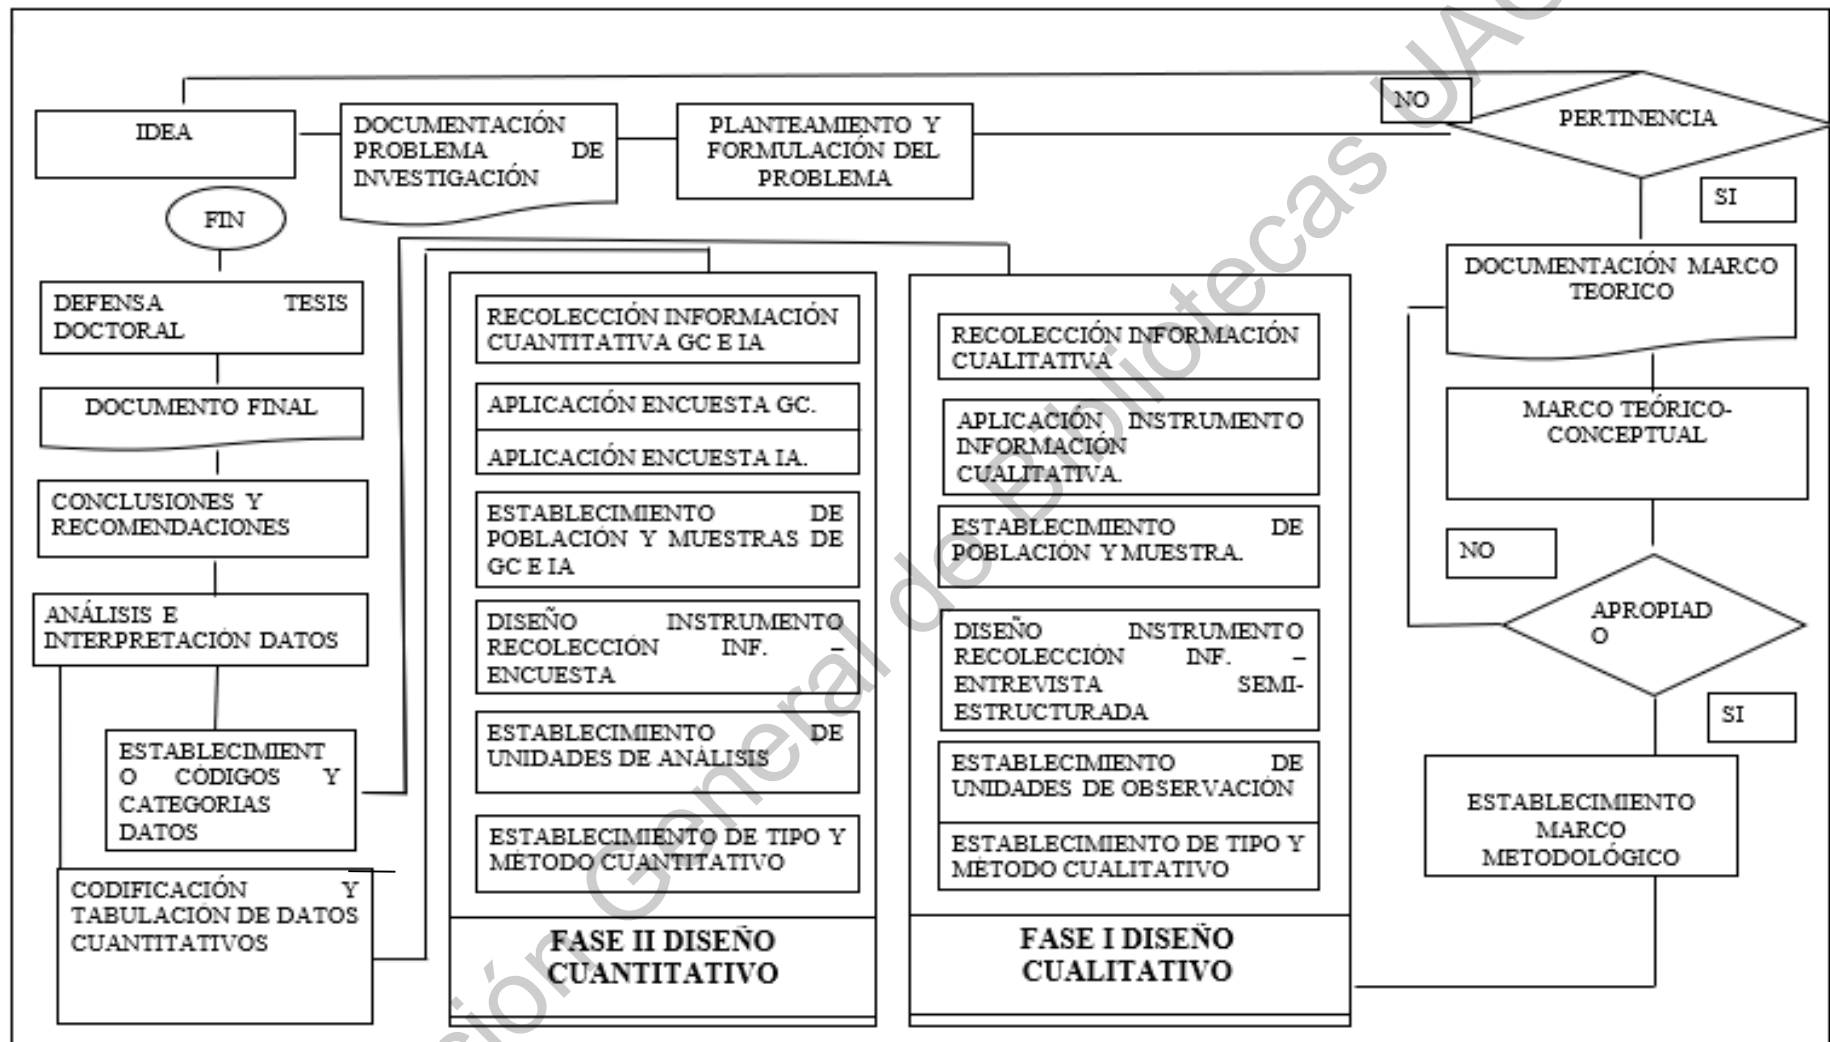 IDEA
DOCUMENTACIÓN
PROBLEMA DE
INVESTIGACIÓN
PLANTEAMIENTO Y
FORMULACIÓN DEL
PROBLEMA
NO
PERTINENCIA
SI
DOCUMENTACIÓN MARCO
TEORICO
MARCO TEÓRICO-
CONCEPTUAL
NO
APROPIAD
O
SI
ESTABLECIMIENTO
MARCO
METODOLÓGICO
RECOLECCIÓN INFORMACIÓN
CUALITATIVA
APLICACIÓN INSTRUMENTO
INFORMACIÓN
CUALITATIVA.
ESTABLECIMIENTO DE
POBLACIÓN Y MUESTRA.
DISEÑO INSTRUMENTO
RECOLECCIÓN INF. –
ENTREVISTA SEMI-
ESTRUCTURADA
ESTABLECIMIENTO DE
UNIDADES DE OBSERVACIÓN
ESTABLECIMIENTO DE TIPO Y
MÉTODO CUALITATIVO
FASE I DISEÑO
CUALITATIVO
RECOLECCIÓN INFORMACIÓN
CUANTITATIVA GC E IA
APLICACIÓN ENCUESTA GC.
APLICACIÓN ENCUESTA IA.
ESTABLECIMIENTO DE
POBLACIÓN Y MUESTRAS DE
GC E IA
DISEÑO INSTRUMENTO
RECOLECCIÓN INF. –
ENCUESTA
ESTABLECIMIENTO DE
UNIDADES DE ANÁLISIS
ESTABLECIMIENTO DE TIPO Y
MÉTODO CUANTITATIVO
FASE II DISEÑO
CUANTITATIVO
FIN
DEFENSA TESIS
DOCTORAL
DOCUMENTO FINAL
CONCLUSIONES Y
RECOMENDACIONES
ANÁLISIS E
INTERPRETACIÓN DATOS
ESTABLECIMIENT
O CÓDIGOS Y
CATEGORIAS
DATOS
CODIFICACIÓN Y
TABULACIÓN DE DATOS
CUANTITATIVOS
General de Bibliotecas